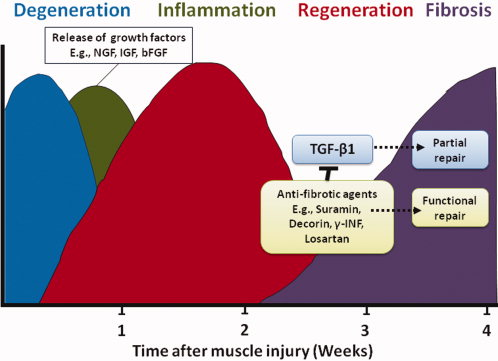 Degeneration Inflammation Regeneration Fibrosis
Release of growth factors
E.g., NGF, IGF, bFGF
TGF-β1
Partial
repair
Anti-fibrotic agents
E.g., Suramin,
Decorin, γ-INF,
Losartan
Functional
repair
1 2 3 4
Time after muscle injury (Weeks)